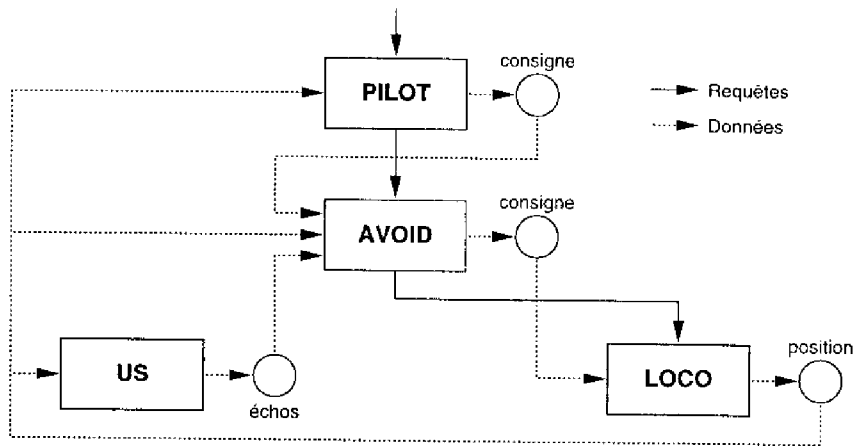 consigne
PILOT
Requêtes
Données
consigne
AVOID
US
échos
LOCO
position